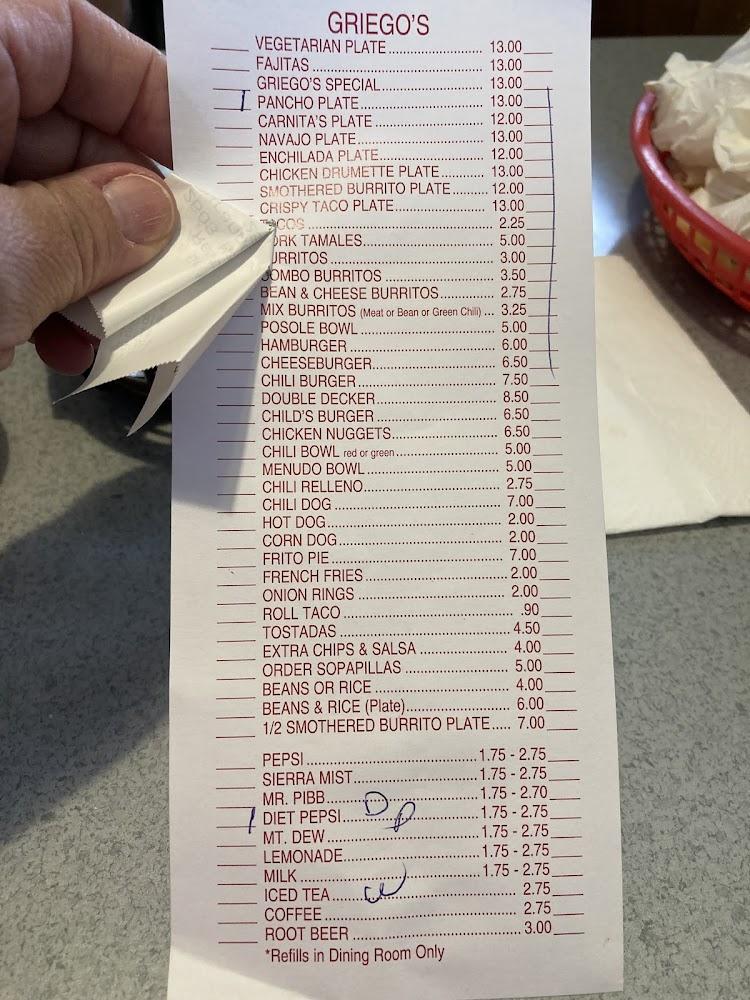 GRIEGO'S
VEGETARIAN PLATE 13.00
FAJITAS 13.00
GRIEGO'S SPECIAL 13.00
1 PANCHO PLATE 13.00
CARNITA'S PLATE 12.00
NAVAJO PLATE 13.00
ENCHILADA PLATE 12.00
CHICKEN DRUMETTE PLATE 13.00
SMOTHERED BURRITO PLATE 12.00
CRISPY TACO PLATE 13.00
TACOS 2.25
PORK TAMALES 5.00
BURRITOS 3.00
COMBO BURRITOS 3.50
BEAN & CHEESE BURRITOS 2.75
MIX BURRITOS (Meat or Bean or Green Chili) 3.25
POSOLE BOWL 5.00
HAMBURGER 6.00
CHEESEBURGER 6.50
CHILI BURGER 7.50
DOUBLE DECKER 8.50
CHILD'S BURGER 6.50
CHICKEN NUGGETS 6.50
CHILI BOWL red or green 5.00
MENUDO BOWL 5.00
CHILI RELLENO 2.75
CHILI DOG 7.00
HOT DOG 2.00
CORN DOG 2.00
FRITO PIE 7.00
FRENCH FRIES 2.00
ONION RINGS 2.00
ROLL TACO .90
TOSTADAS 4.50
EXTRA CHIPS & SALSA 4.00
ORDER SOPAPILLAS 5.00
BEANS OR RICE 4.00
BEANS & RICE (Plate) 6.00
1/2 SMOTHERED BURRITO PLATE 7.00
PEPSI 1.75 - 2.75
SIERRA MIST 1.75 - 2.75
MR. PIBB 1.75 - 2.70
1 DIET PEPSI DP 1.75 - 2.75
MT. DEW 1.75 - 2.75
LEMONADE 1.75 - 2.75
MILK 1.75 - 2.75
ICED TEA 2.75
COFFEE 2.75
ROOT BEER 3.00
*Refills in Dining Room Only